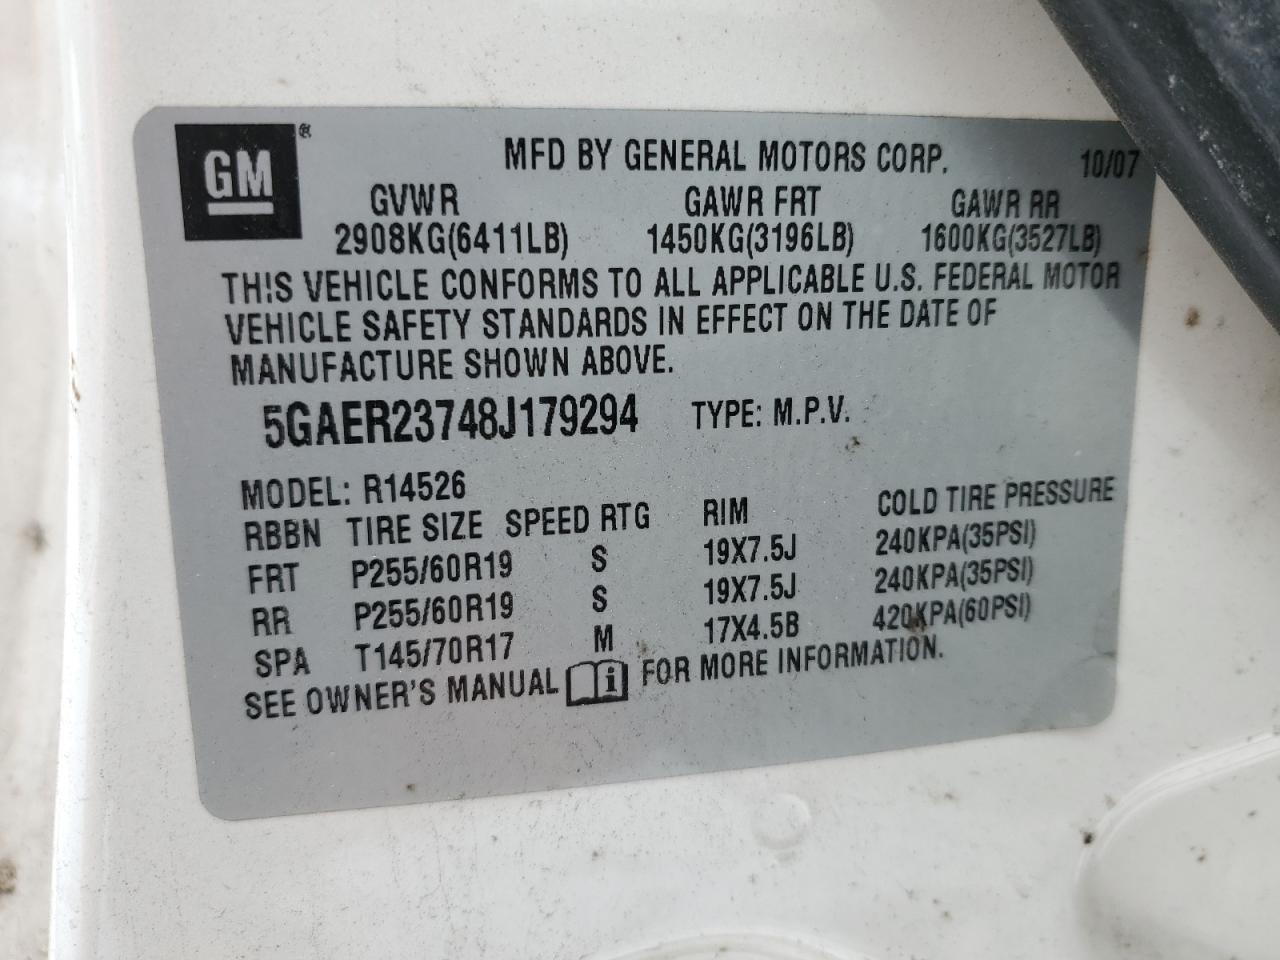 GM®
MFD BY GENERAL MOTORS CORP. 10/07
GVWR GAWR FRT GAWR RR
2908KG(6411LB) 1450KG(3196LB) 1600KG(3527LB)
THIS VEHICLE CONFORMS TO ALL APPLICABLE U.S. FEDERAL MOTOR
VEHICLE SAFETY STANDARDS IN EFFECT ON THE DATE OF
MANUFACTURE SHOWN ABOVE.
5GAER23748J179294 TYPE: M.P.V.
MODEL: R14526
RBBN TIRE SIZE SPEED RTG RIM COLD TIRE PRESSURE
FRT P255/60R19 S 19X7.5J 240KPA(35PSI)
RR P255/60R19 S 19X7.5J 240KPA(35PSI)
SPA T145/70R17 M 17X4.5B 420KPA(60PSI)
SEE OWNER'S MANUAL i FOR MORE INFORMATION.